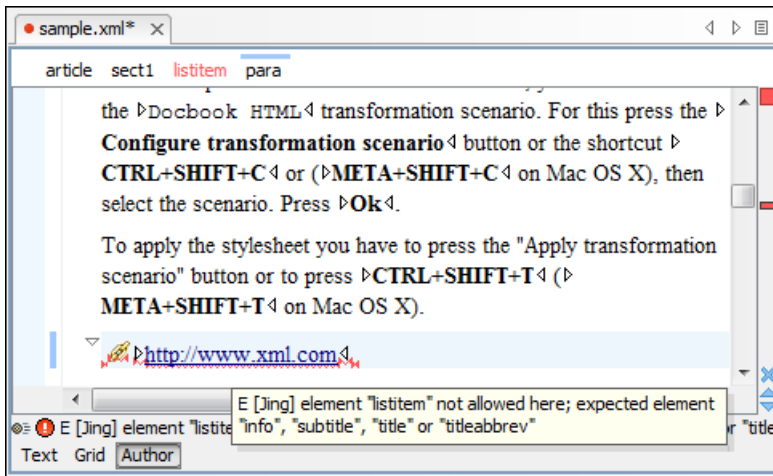 sample.xml*
article sect1 listitem para
the Docbook HTML transformation scenario. For this press the
Configure transformation scenario button or the shortcut
CTRL+SHIFT+C or (META+SHIFT+C on Mac OS X), then
select the scenario. Press Ok.
To apply the stylesheet you have to press the "Apply transformation
scenario" button or to press CTRL+SHIFT+T (
META+SHIFT+T on Mac OS X).
http://www.xml.com
E [Jing] element "listitem" not allowed here; expected element
"info", "subtitle", "title" or "titleabbrev"
E [Jing] element "listite
or "title
Text Grid Author